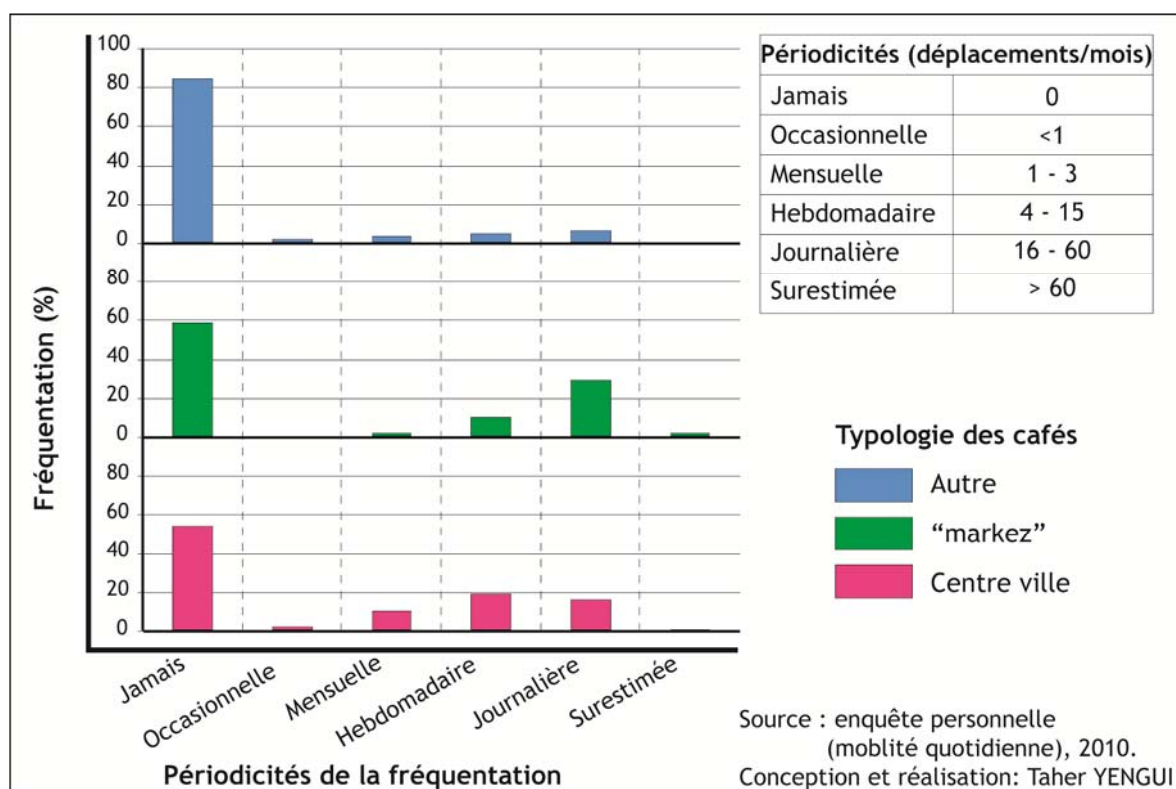 100
80
60
40
20
0
80
60
40
20
0
80
60
40
20
0
Fréquentation (%)
Jamais
Occasionnelle
Mensuelle
Hebdomadaire
Journalière
Surestimée
Périodicités de la fréquentation
Périodicités (déplacements/mois)
Jamais 0
Occasionnelle <1
Mensuelle 1 - 3
Hebdomadaire 4 - 15
Journalière 16 - 60
Surestimée > 60
Typologie des cafés
Autre
“markez”
Centre ville
Source : enquête personnelle
(moblité quotidienne), 2010.
Conception et réalisation: Taher YENGUI